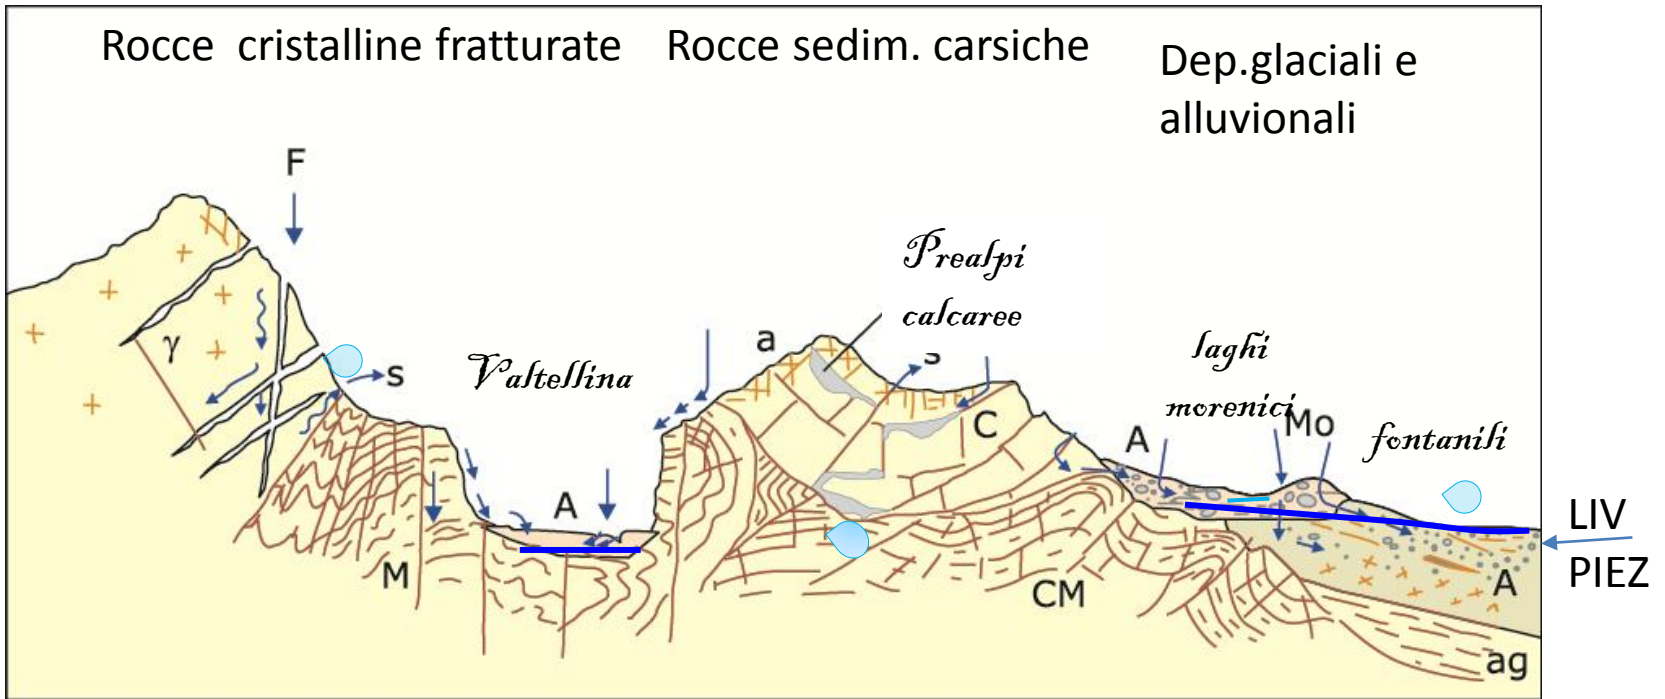 Rocce cristalline fratturate
Rocce sedim. carsiche
Dep.glaciali e
alluvionali
F
Prealpi
calcaree
γ
s
Valtellina
a
s
laghi
morenici
C
A
Mo
fontanili
A
LIV
PIEZ
M
CM
A
ag